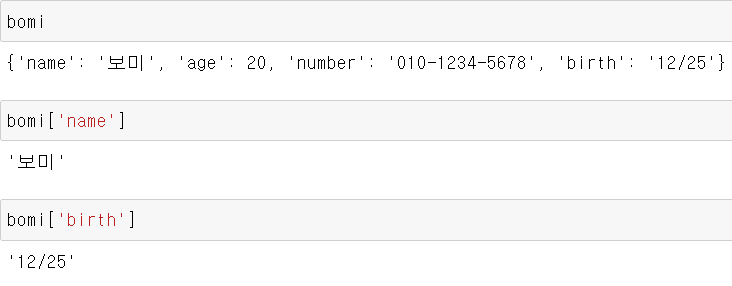 bomi
{'name': '보미', 'age': 20, 'number': '010-1234-5678', 'birth': '12/25'}
bomi['name']
'보미'
bomi['birth']
'12/25'